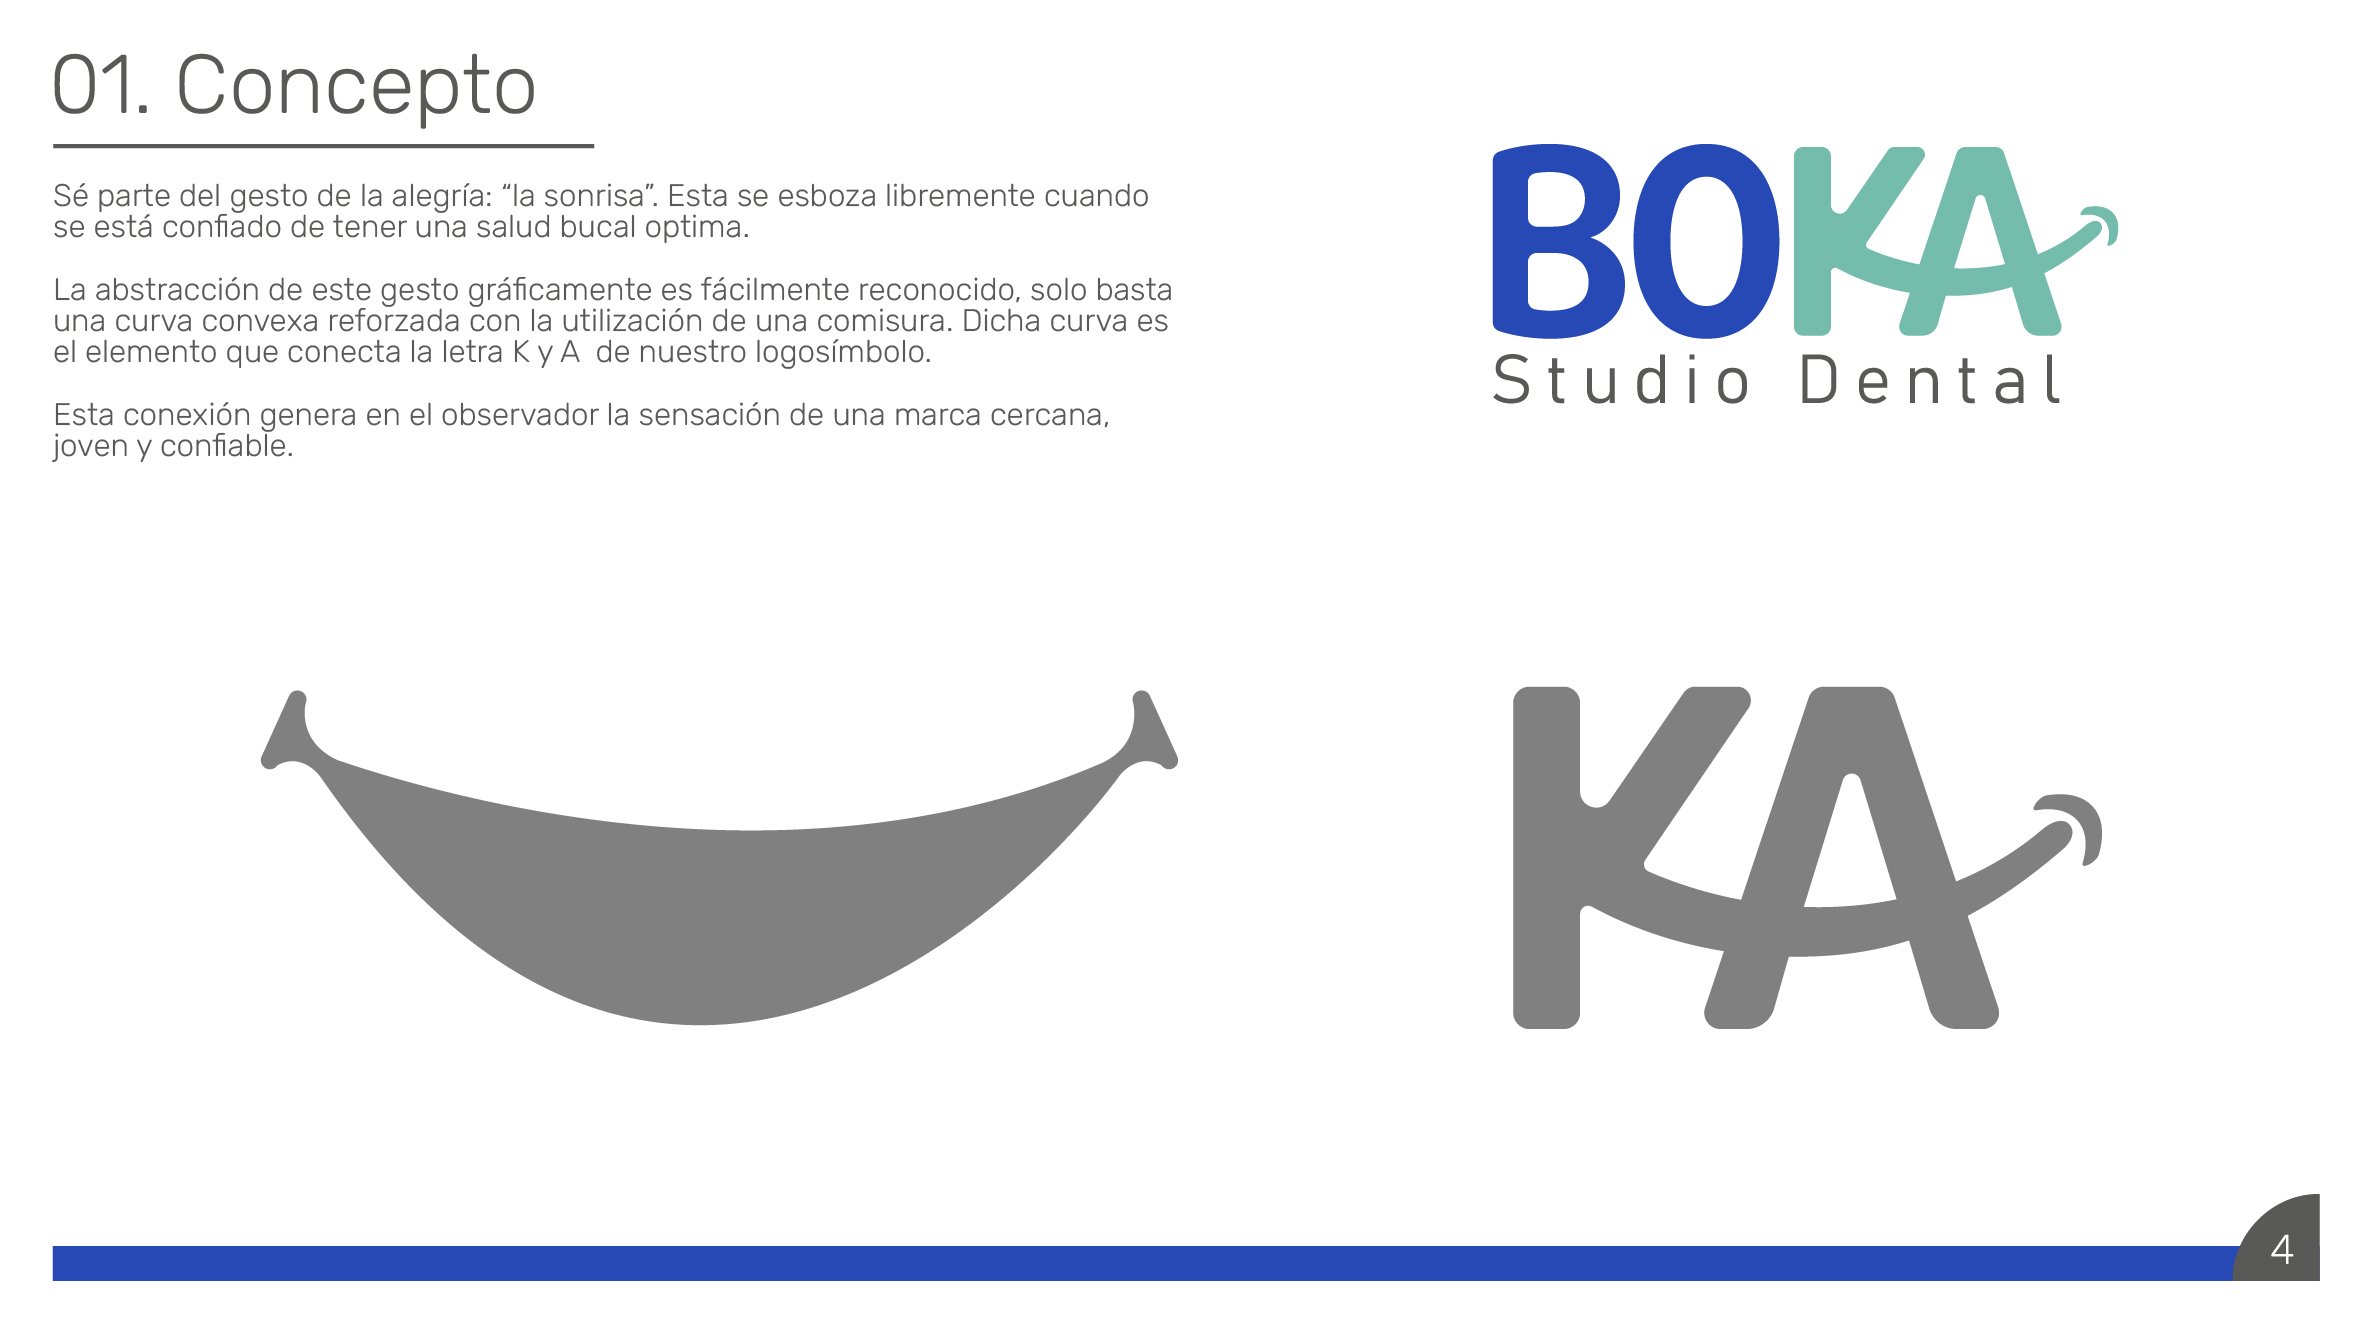 01. Concepto
Sé parte del gesto de la alegría: “la sonrisa”. Esta se esboza libremente cuando
se está confiado de tener una salud bucal optima.
La abstracción de este gesto gráficamente es fácilmente reconocido, solo basta
una curva convexa reforzada con la utilización de una comisura. Dicha curva es
el elemento que conecta la letra K y A  de nuestro logosímbolo.
Esta conexión genera en el observador la sensación de una marca cercana,
joven y confiable.
BOKA
Studio Dental
KA
4